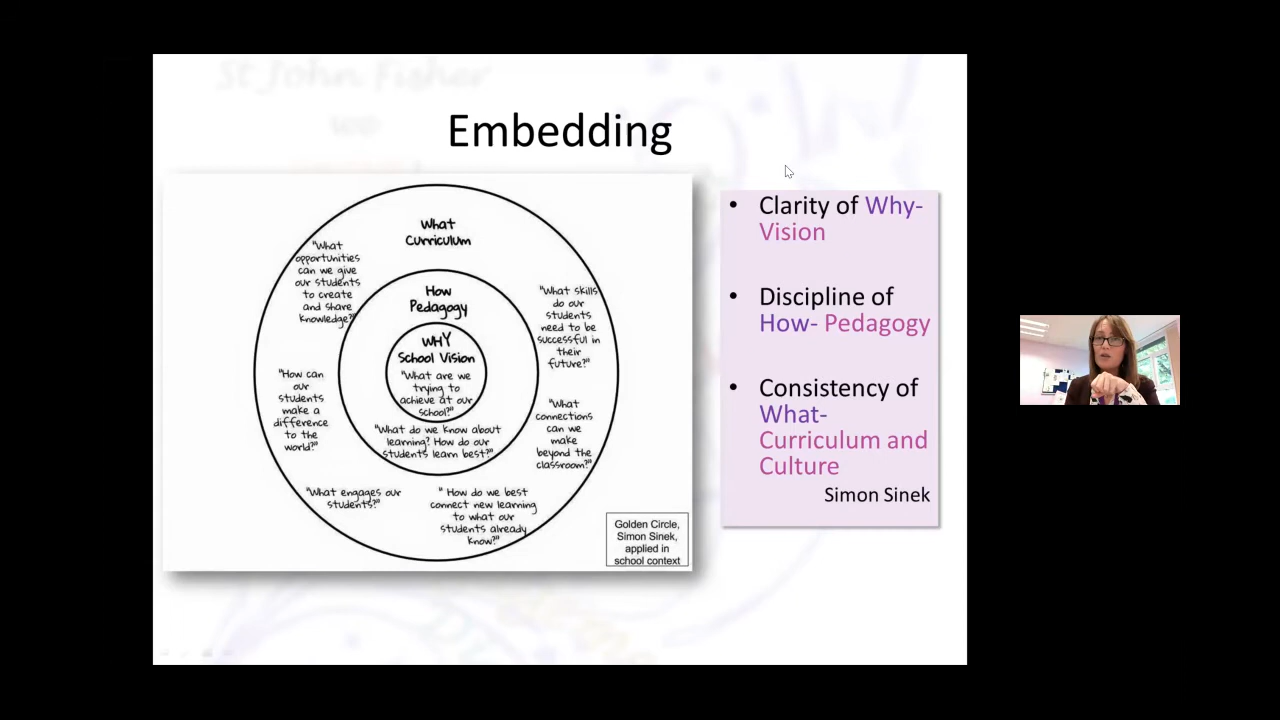 St John Fisher
Embedding
What
Curriculum
"What
opportunities
can we give
our students
to create
and share
knowledge?"
"What skills
do our
students
need to be
successful in
their
future?"
How
Pedagogy
WHY
School Vision
"What are we
trying to
achieve at our
school?"
"How can
our
students
make a
difference
to the
world?"
"What
connections
can we
make
beyond the
classroom?"
"What do we know about
learning? How do our
students learn best?"
"What engages our
students?"
" How do we best
connect new learning
to what our
students already
know?"
Golden Circle,
Simon Sinek,
applied in
school context
• Clarity of Why-
Vision
• Discipline of
How- Pedagogy
• Consistency of
What-
Curriculum and
Culture
Simon Sinek